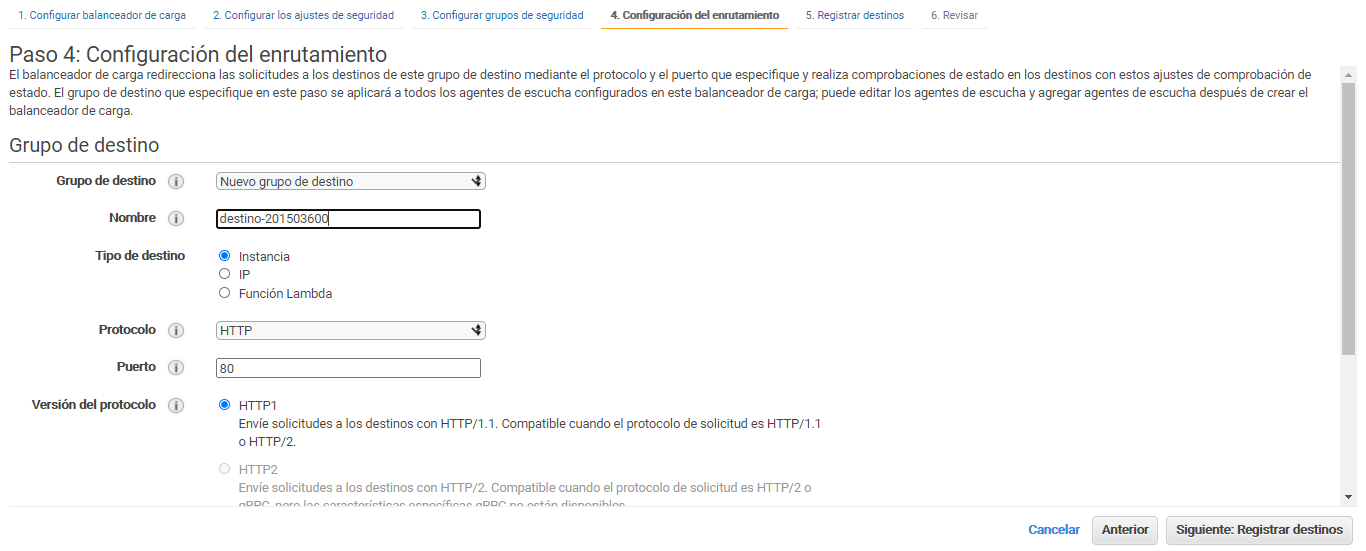 1. Configurar balanceador de carga 2. Configurar los ajustes de seguridad 3. Configurar grupos de seguridad 4. Configuración del enrutamiento 5. Registrar destinos 6. Revisar
Paso 4: Configuración del enrutamiento
El balanceador de carga redirecciona las solicitudes a los destinos de este grupo de destino mediante el protocolo y el puerto que especifique y realiza comprobaciones de estado en los destinos con estos ajustes de comprobación de
estado. El grupo de destino que especifique en este paso se aplicará a todos los agentes de escucha configurados en este balanceador de carga; puede editar los agentes de escucha y agregar agentes de escucha después de crear el
balanceador de carga.
Grupo de destino
Grupo de destino i Nuevo grupo de destino
Nombre i destino-201503600
Tipo de destino Instancia
IP
Función Lambda
Protocolo i HTTP
Puerto i 80
Versión del protocolo i HTTP1
Envíe solicitudes a los destinos con HTTP/1.1. Compatible cuando el protocolo de solicitud es HTTP/1.1
o HTTP/2.
HTTP2
Envíe solicitudes a los destinos con HTTP/2. Compatible cuando el protocolo de solicitud es HTTP/2 o
gRPC, pero las características específicas gRPC no están disponibles.
Cancelar Anterior Siguiente: Registrar destinos